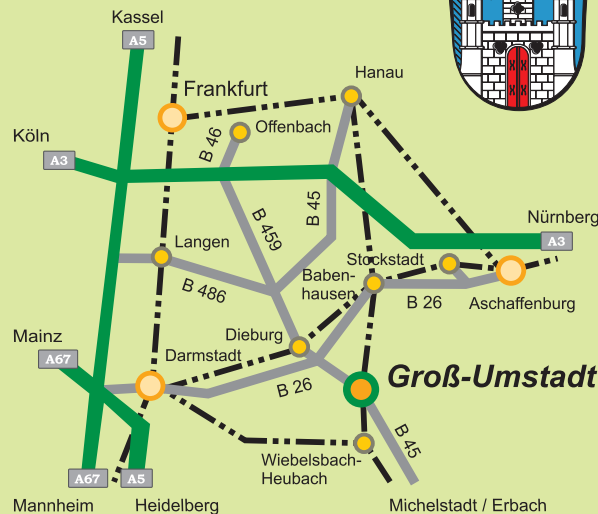 Kassel
A5
Frankfurt
Hanau
Offenbach
B 46
Köln
A3
B 45
B 459
Nürnberg
A3
Langen
Stockstadt
Baben-
hausen
B 486
B 26
Aschaffenburg
Mainz
A67
Dieburg
Darmstadt
Groß-Umstadt
B 26
B 45
Wiebelsbach-
Heubach
A67
A5
Mannheim
Heidelberg
Michelstadt / Erbach